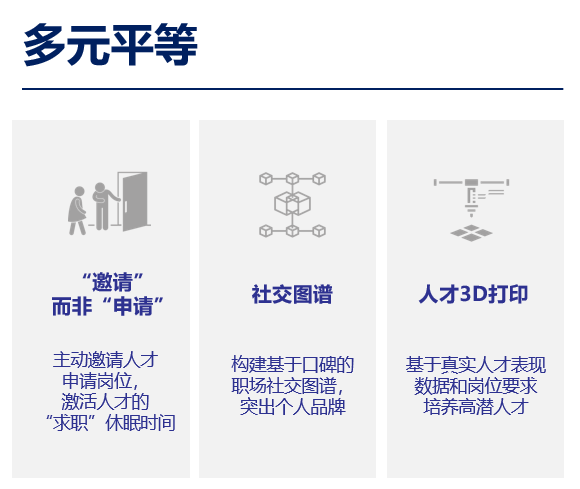 多元平等
“邀请”
而非“申请”
主动邀请人才
申请岗位，
激活人才的
“求职”休眠时间
社交图谱
构建基于口碑的
职场社交图谱，
突出个人品牌
人才3D打印
基于真实人才表现
数据和岗位要求
培养高潜人才